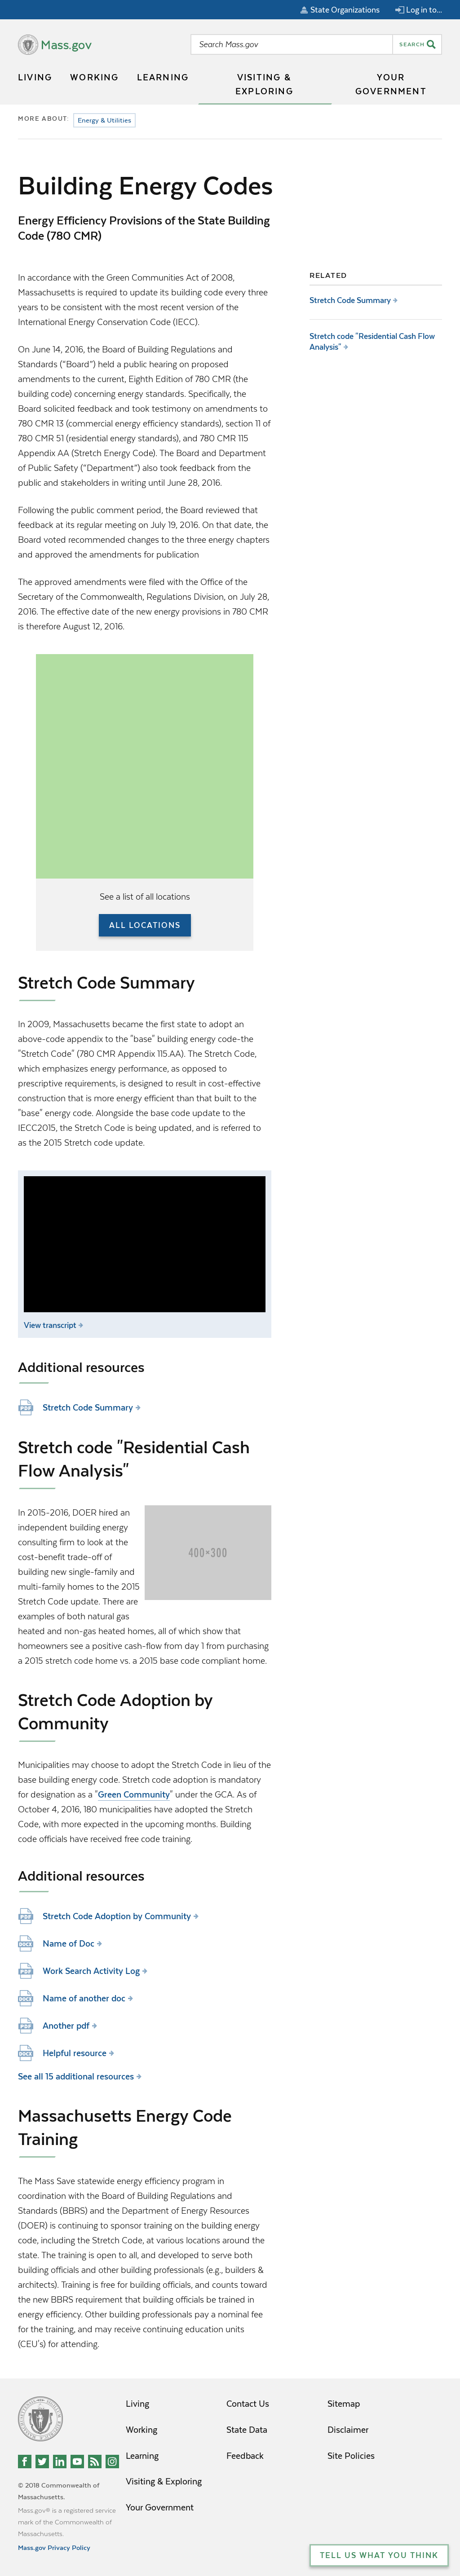 State Organizations
Log in to...
Mass.gov
Search Mass.gov
SEARCH
LIVING
WORKING
LEARNING
VISITING &
EXPLORING
YOUR
GOVERNMENT
MORE ABOUT:
Energy & Utilities
Building Energy Codes
Energy Efficiency Provisions of the State Building
Code (780 CMR)
In accordance with the Green Communities Act of 2008,
Massachusetts is required to update its building code every three
years to be consistent with the most recent version of the
International Energy Conservation Code (IECC).
On June 14, 2016, the Board of Building Regulations and
Standards ("Board") held a public hearing on proposed
amendments to the current, Eighth Edition of 780 CMR (the
building code) concerning energy standards. Specifically, the
Board solicited feedback and took testimony on amendments to
780 CMR 13 (commercial energy efficiency standards), section 11 of
780 CMR 51 (residential energy standards), and 780 CMR 115
Appendix AA (Stretch Energy Code). The Board and Department
of Public Safety ("Department") also took feedback from the
public and stakeholders in writing until June 28, 2016.
Following the public comment period, the Board reviewed that
feedback at its regular meeting on July 19, 2016. On that date, the
Board voted recommended changes to the three energy chapters
and approved the amendments for publication
The approved amendments were filed with the Office of the
Secretary of the Commonwealth, Regulations Division, on July 28,
2016. The effective date of the new energy provisions in 780 CMR
is therefore August 12, 2016.
RELATED
Stretch Code Summary
Stretch code "Residential Cash Flow
Analysis"
See a list of all locations
ALL LOCATIONS
Stretch Code Summary
In 2009, Massachusetts became the first state to adopt an
above-code appendix to the "base" building energy code-the
"Stretch Code" (780 CMR Appendix 115.AA). The Stretch Code,
which emphasizes energy performance, as opposed to
prescriptive requirements, is designed to result in cost-effective
construction that is more energy efficient than that built to the
"base" energy code. Alongside the base code update to the
IECC2015, the Stretch Code is being updated, and is referred to
as the 2015 Stretch code update.
View transcript
Additional resources
PDF
Stretch Code Summary
Stretch code "Residential Cash
Flow Analysis"
In 2015-2016, DOER hired an
independent building energy
consulting firm to look at the
cost-benefit trade-off of
building new single-family and
multi-family homes to the 2015
Stretch Code update. There are
examples of both natural gas
heated and non-gas heated homes, all of which show that
homeowners see a positive cash-flow from day 1 from purchasing
a 2015 stretch code home vs. a 2015 base code compliant home.
400×300
Stretch Code Adoption by
Community
Municipalities may choose to adopt the Stretch Code in lieu of the
base building energy code. Stretch code adoption is mandatory
for designation as a "Green Community" under the GCA. As of
October 4, 2016, 180 municipalities have adopted the Stretch
Code, with more expected in the upcoming months. Building
code officials have received free code training.
Additional resources
PDF
Stretch Code Adoption by Community
DOCX
Name of Doc
PDF
Work Search Activity Log
DOCX
Name of another doc
PDF
Another pdf
DOCX
Helpful resource
See all 15 additional resources
Massachusetts Energy Code
Training
The Mass Save statewide energy efficiency program in
coordination with the Board of Building Regulations and
Standards (BBRS) and the Department of Energy Resources
(DOER) is continuing to sponsor training on the building energy
code, including the Stretch Code, at various locations around the
state. The training is open to all, and developed to serve both
building officials and other building professionals (e.g., builders &
architects). Training is free for building officials, and counts toward
the new BBRS requirement that building officials be trained in
energy efficiency. Other building professionals pay a nominal fee
for the training, and may receive continuing education units
(CEU's) for attending.
Living
Working
Learning
Visiting & Exploring
Your Government
Contact Us
State Data
Feedback
Sitemap
Disclaimer
Site Policies
© 2018 Commonwealth of
Massachusetts.
Mass.gov® is a registered service
mark of the Commonwealth of
Massachusetts.
Mass.gov Privacy Policy
TELL US WHAT YOU THINK